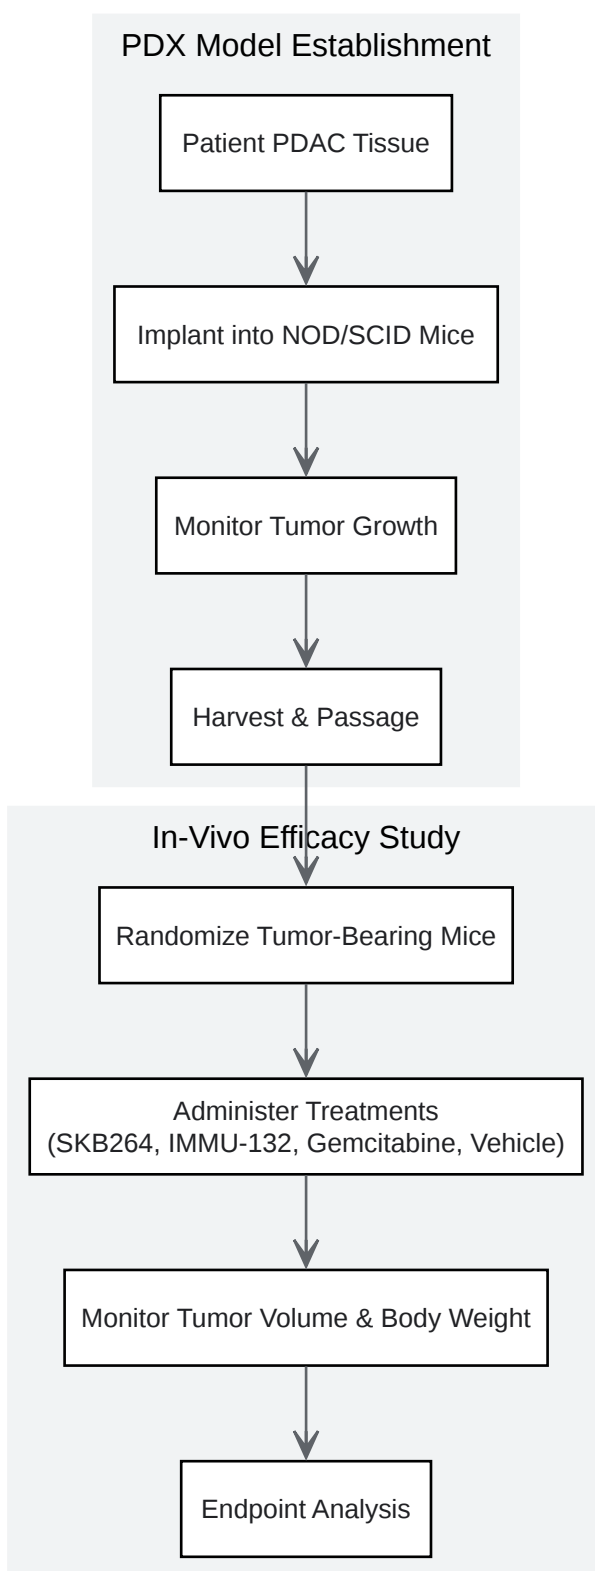 PDX Model Establishment
Patient PDAC Tissue
Implant into NOD/SCID Mice
Monitor Tumor Growth
Harvest & Passage
In-Vivo Efficacy Study
Randomize Tumor-Bearing Mice
Administer Treatments
(SKB264, IMMU-132, Gemcitabine, Vehicle)
Monitor Tumor Volume & Body Weight
Endpoint Analysis